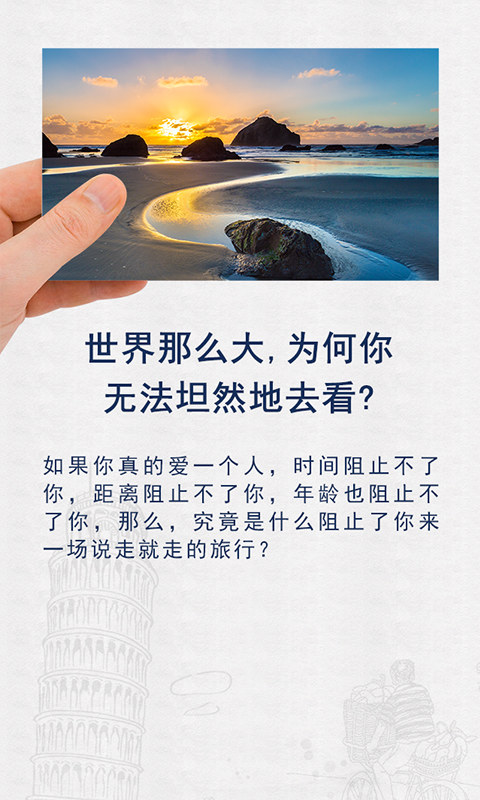 世界那么大,为何你
无法坦然地去看?
如果你真的爱一个人，时间阻止不了
你，距离阻止不了你，年龄也阻止不
了你，那么，究竟是什么阻止了你来
一场说走就走的旅行？